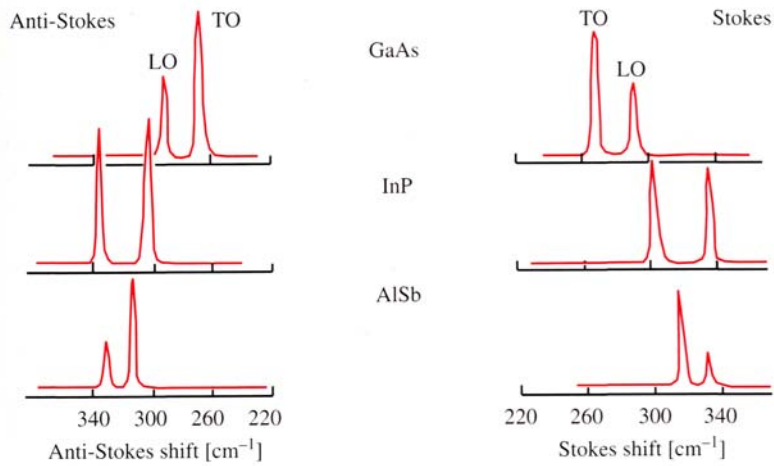 Anti-Stokes TO
LO
GaAs
TO Stokes
LO
InP
AlSb
340 300 260 220
Anti-Stokes shift [cm⁻¹]
220 260 300 340
Stokes shift [cm⁻¹]